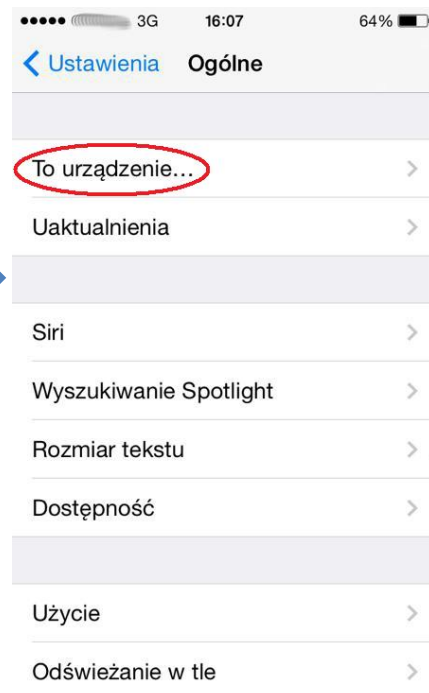 3G 16:07 64%
Ustawienia Ogólne
To urządzenie...
Uaktualnienia
Siri
Wyszukiwanie Spotlight
Rozmiar tekstu
Dostępność
Użycie
Odświeżanie w tle